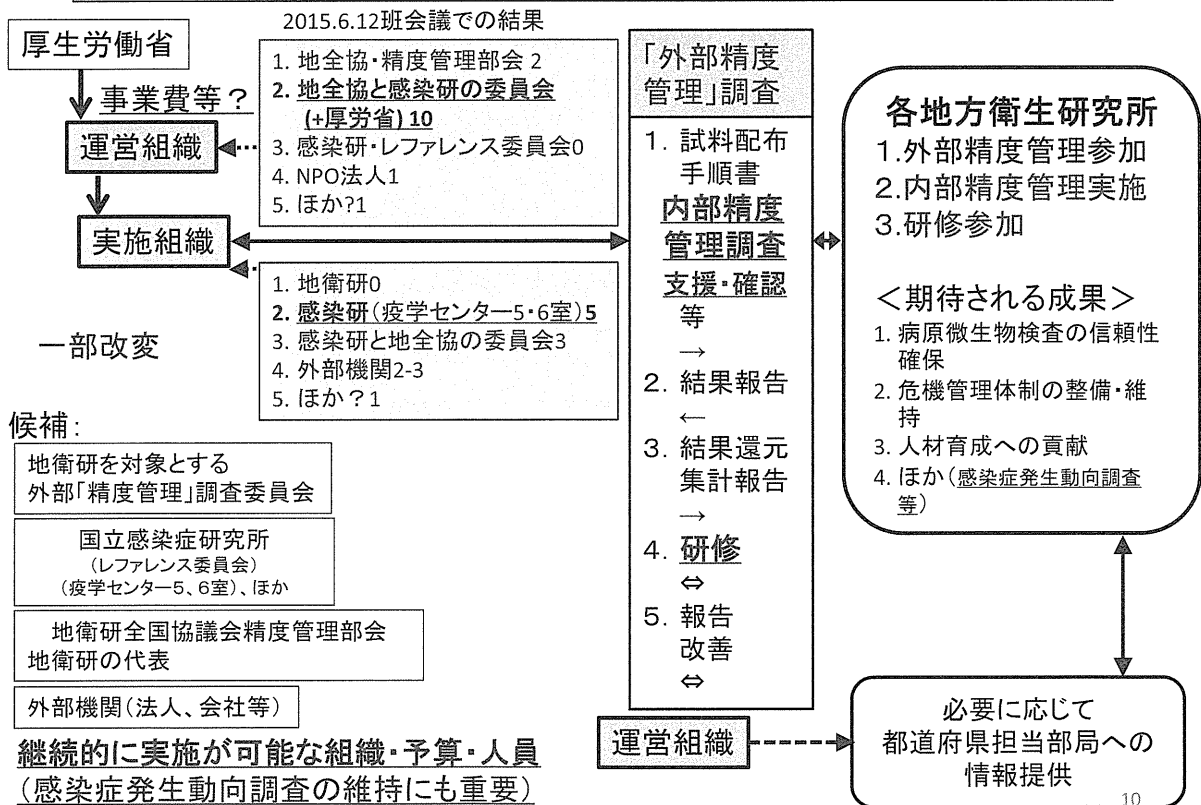 厚生労働省
事業費等？
運営組織
実施組織
一部改変
2015.6.12班会議での結果
1. 地全協・精度管理部会 2
2. 地全協と感染研の委員会
(+厚労省) 10
3. 感染研・レファレンス委員会0
4. NPO法人1
5. ほか?1
1. 地衛研0
2. 感染研(疫学センター5・6室)5
3. 感染研と地全協の委員会3
4. 外部機関2-3
5. ほか？1
候補：
地衛研を対象とする
外部「精度管理」調査委員会
国立感染症研究所
(レファレンス委員会)
(疫学センター5、6室)、ほか
地衛研全国協議会精度管理部会
地衛研の代表
外部機関(法人、会社等)
継続的に実施が可能な組織・予算・人員
(感染症発生動向調査の維持にも重要)
「外部精度
管理」調査
1. 試料配布
手順書
内部精度
管理調査
支援・確認
等
→
2. 結果報告
←
3. 結果還元
集計報告
→
4. 研修
⇔
5. 報告
改善
⇔
運営組織
各地方衛生研究所
1.外部精度管理参加
2.内部精度管理実施
3.研修参加
＜期待される成果＞
1. 病原微生物検査の信頼性
確保
2. 危機管理体制の整備・維
持
3. 人材育成への貢献
4. ほか(感染症発生動向調査
等)
必要に応じて
都道府県担当部局への
情報提供
10